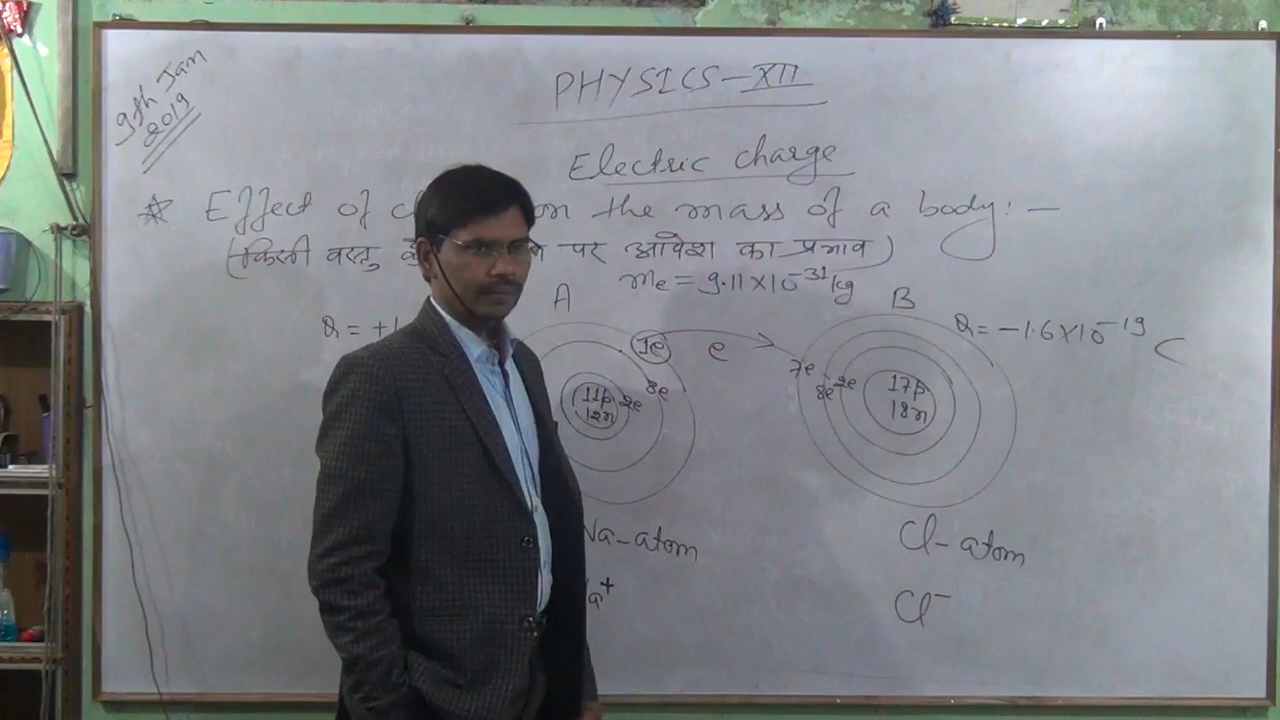 9th Jan
2019
PHYSICS-XII
Electric charge
Effect of on the mass of a body:-
(किसी वस्तु पर आवेश का प्रभाव)
me=9.11×10-31kg
A
B
Q=+1
Q=-1.6×10-19 C
1e
e
7e
8e
2e
8e
2e
11p
12n
17p
18n
Na-atom
Cl-atom
Na+
Cl-